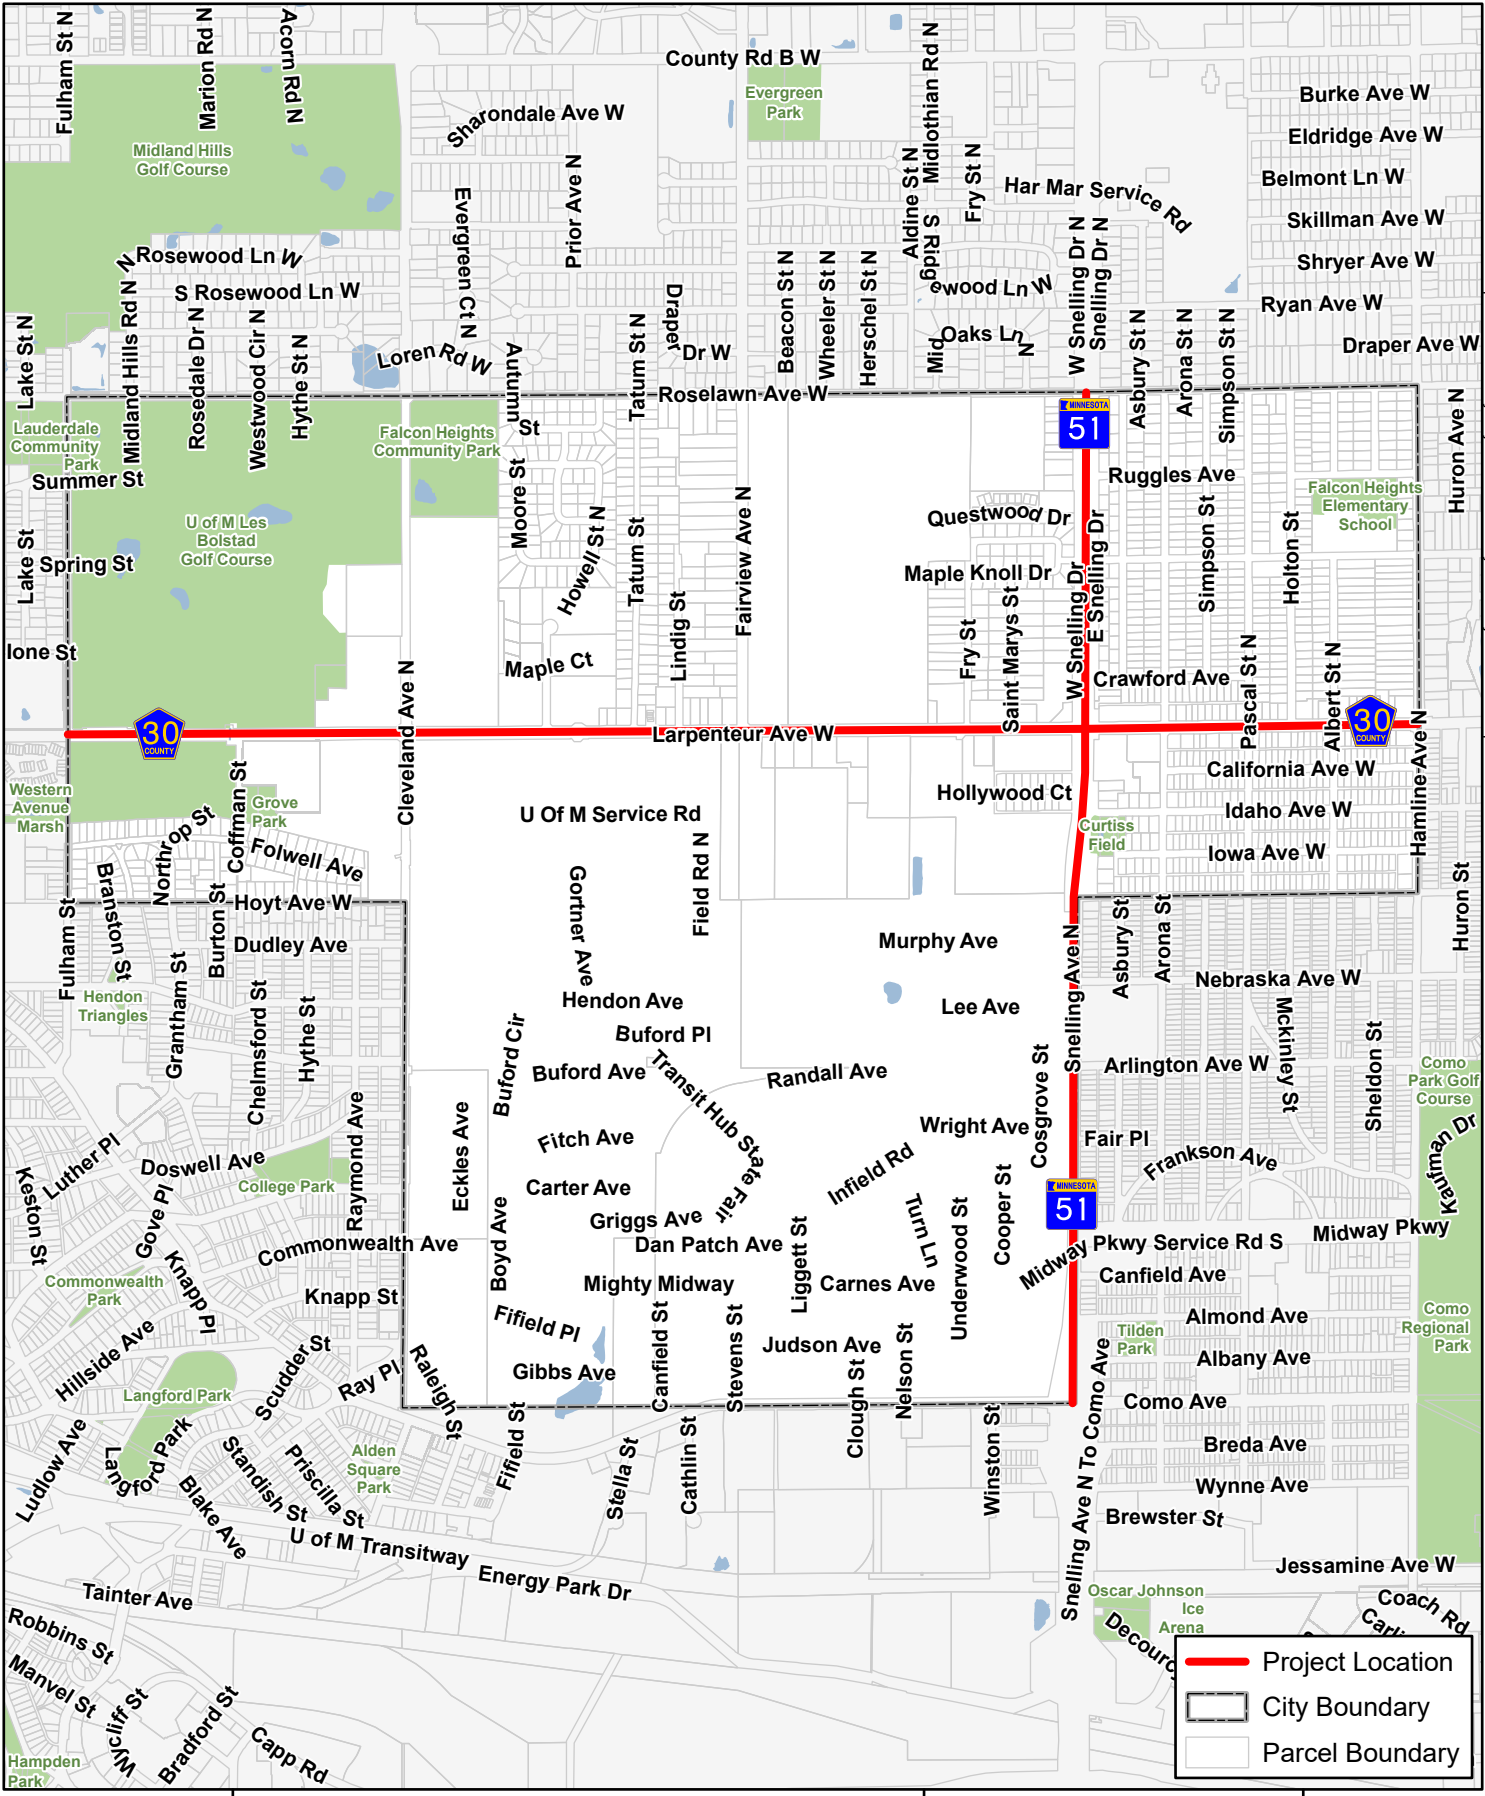 Fulham St N
Marion Rd N
Acorn Rd N
County Rd B W
Midlothian Rd N
Evergreen
Park
Burke Ave W
Sharondale Ave W
Eldridge Ave W
Midland Hills
Golf Course
Prior Ave N
Aldine St N
Fry St N
Belmont Ln W
Har Mar Service Rd
Evergreen Ct N
Skillman Ave W
Rosewood Ln W
S Ridgewood Ln W
W Snelling Dr N
Snelling Dr N
Shryer Ave W
S Rosewood Ln W
Beacon St N
Wheeler St N
Herschel St N
Ryan Ave W
Lake St N
Midland Hills Rd N
Rosedale Dr N
Westwood Cir N
Hythe St N
Loren Rd W
Autumn St
Tatum St N
Draper Dr W
Mid Oaks Ln N
Asbury St N
Arona St N
Simpson St N
Draper Ave W
Roselawn Ave W
MINNESOTA
51
Huron Ave N
Lauderdale
Community
Park
Falcon Heights
Community Park
Summer St
Ruggles Ave
Moore St
Falcon Heights
Elementary
School
U of M Les
Bolstad
Golf Course
Howell St N
Tatum St
Fairview Ave N
Questwood Dr
E Snelling Dr
Simpson St
Holton St
Lake St
Spring St
Maple Knoll Dr
W Snelling Dr
Lindig St
Fry St
Saint Marys St
Ione St
Maple Ct
Cleveland Ave N
Crawford Ave
Pascal St N
Albert St N
30
COUNTY
Larpenteur Ave W
30
COUNTY
Hamline Ave N
California Ave W
Western
Avenue
Marsh
Coffman St
Grove
Park
Hollywood Ct
Idaho Ave W
U Of M Service Rd
Northrop St
Curtiss
Field
Folwell Ave
Iowa Ave W
Branston St
Gortner Ave
Field Rd N
Huron St
Fulham St
Burton St
Hoyt Ave W
Asbury St
Arona St
Dudley Ave
Murphy Ave
Snelling Ave N
Grantham St
Nebraska Ave W
Hendon
Triangles
Chelmsford St
Hythe St
Hendon Ave
Lee Ave
Mckinley St
Sheldon St
Buford Cir
Buford Pl
Buford Ave
Transit Hub
Randall Ave
Cosgrove St
Arlington Ave W
Como
Park Golf
Course
Raymond Ave
Eckles Ave
Luther Pl
Fitch Ave
Wright Ave
Fair Pl
Kaufman Dr
Doswell Ave
State Fair
Infield Rd
Frankson Ave
Keston St
College Park
Carter Ave
Gove Pl
Griggs Ave
Turn Ln
Underwood St
Cooper St
MINNESOTA
51
Commonwealth Ave
Boyd Ave
Dan Patch Ave
Liggett St
Midway Pkwy Service Rd S
Midway Pkwy
Commonwealth
Park
Knapp Pl
Knapp St
Mighty Midway
Carnes Ave
Canfield Ave
Fifield Pl
Canfield St
Stevens St
Almond Ave
Como
Regional
Park
Hillside Ave
Scudder St
Raleigh St
Judson Ave
Nelson St
Tilden
Park
Albany Ave
Langford Park
Ray Pl
Gibbs Ave
Clough St
Como Ave
Ludlow Ave
Langford Park
Standish St
Priscilla St
Alden
Square
Park
Fifield St
Stella St
Cathlin St
Winston St
Snelling Ave N To Como Ave
Breda Ave
Blake Ave
Wynne Ave
Brewster St
U of M Transitway
Energy Park Dr
Jessamine Ave W
Tainter Ave
Oscar Johnson
Ice
Arena
Coach Rd
Robbins St
Manvel St
Wycliff St
Bradford St
Capp Rd
Hampden
Park
Project Location
City Boundary
Parcel Boundary